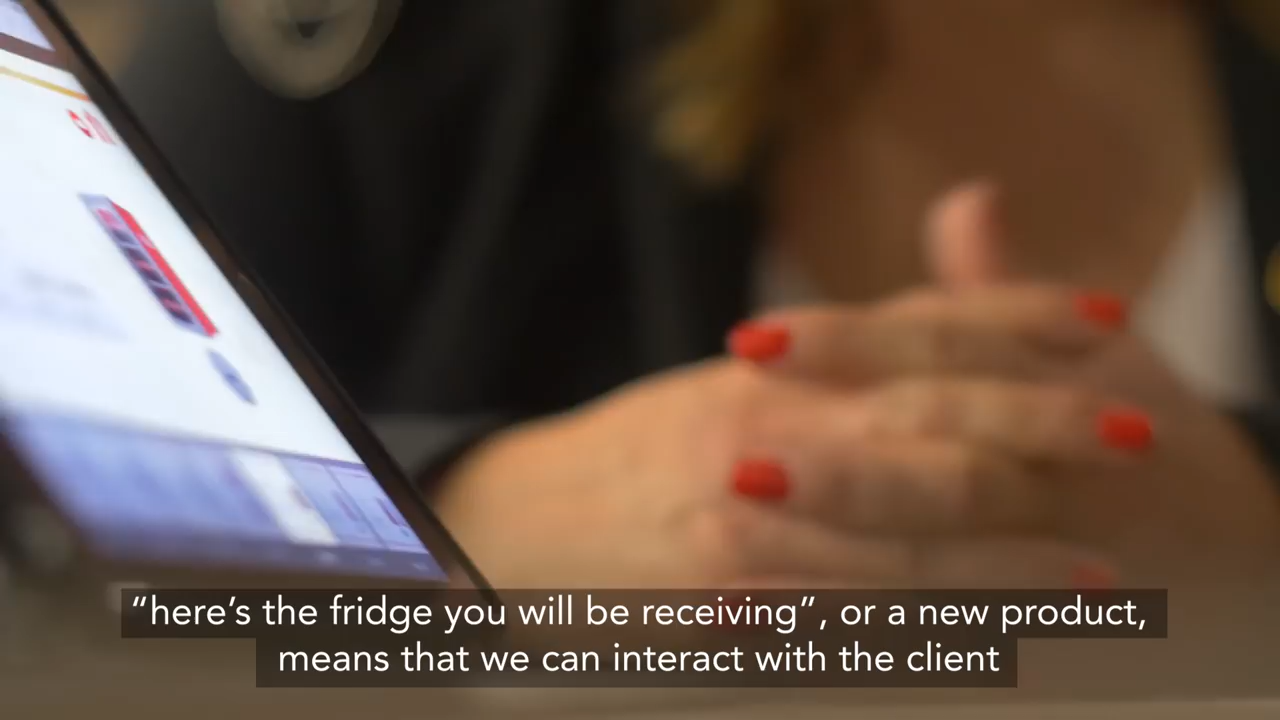 “here’s the fridge you will be receiving”, or a new product,
means that we can interact with the client